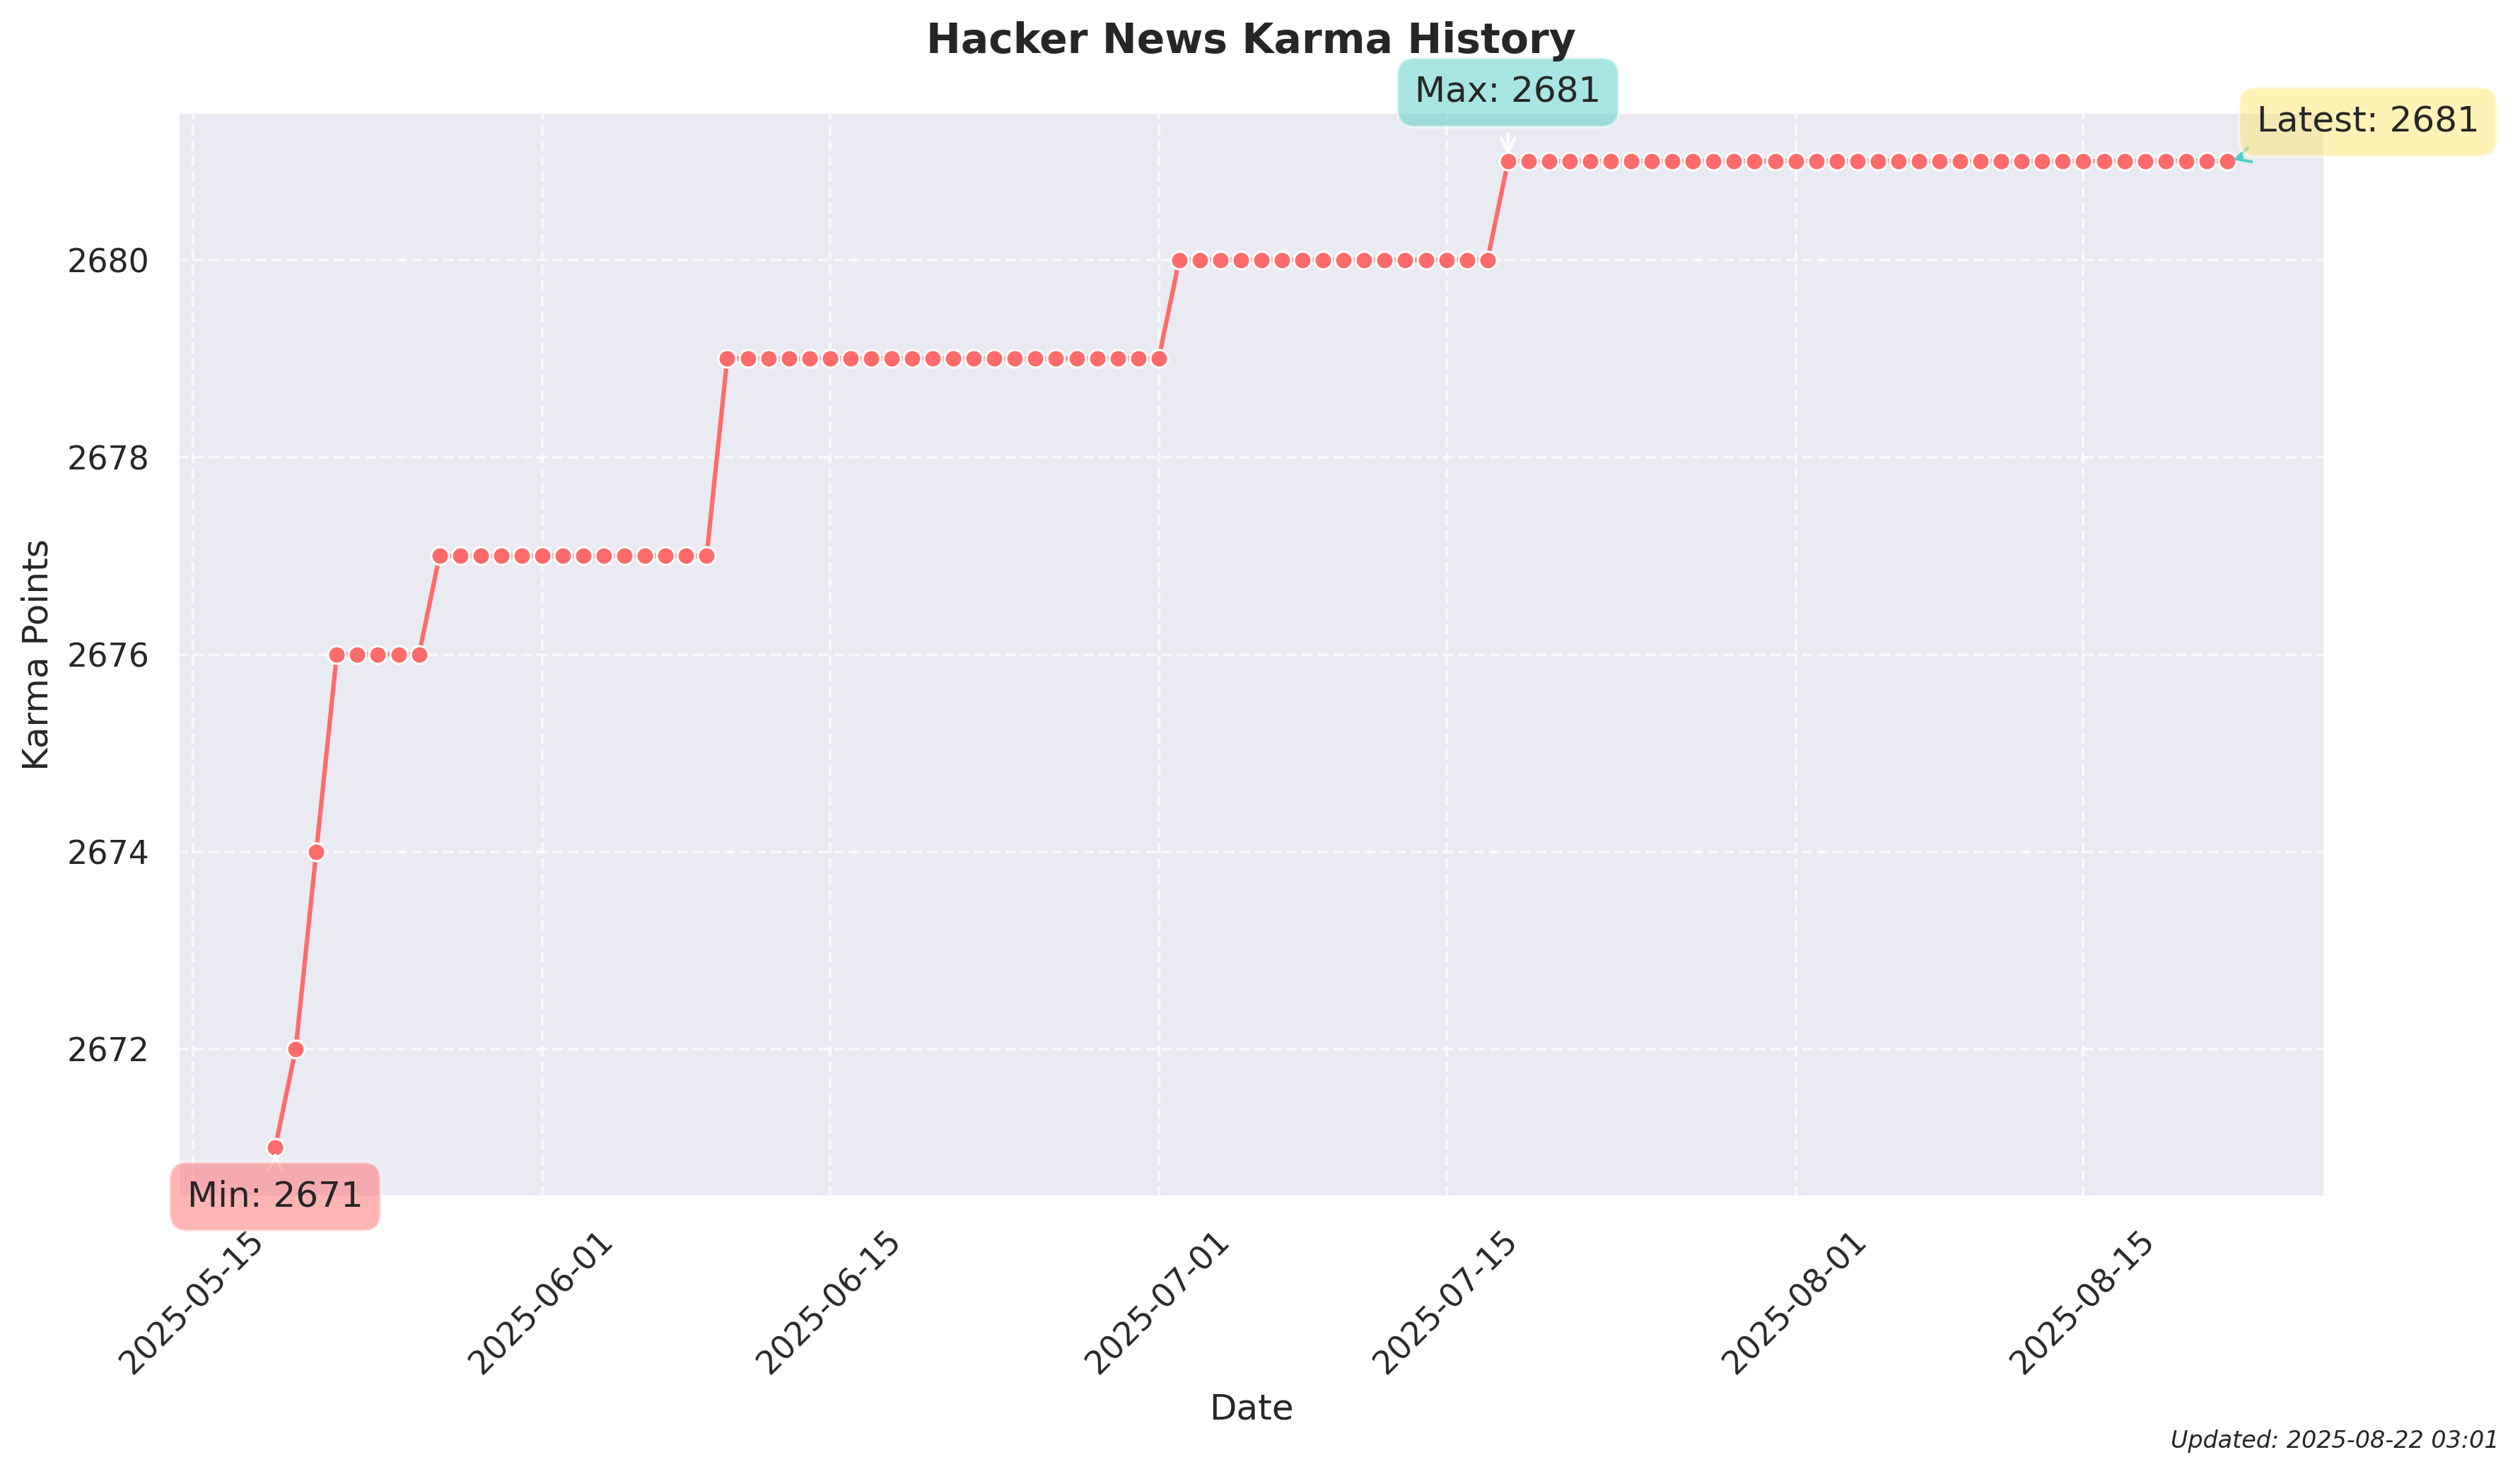 Hacker News Karma History
Max: 2681
Latest: 2681
2680
2678
2676
2674
2672
Karma Points
Min: 2671
2025-05-15
2025-06-01
2025-06-15
2025-07-01
2025-07-15
2025-08-01
2025-08-15
Date
Updated: 2025-08-22 03:01